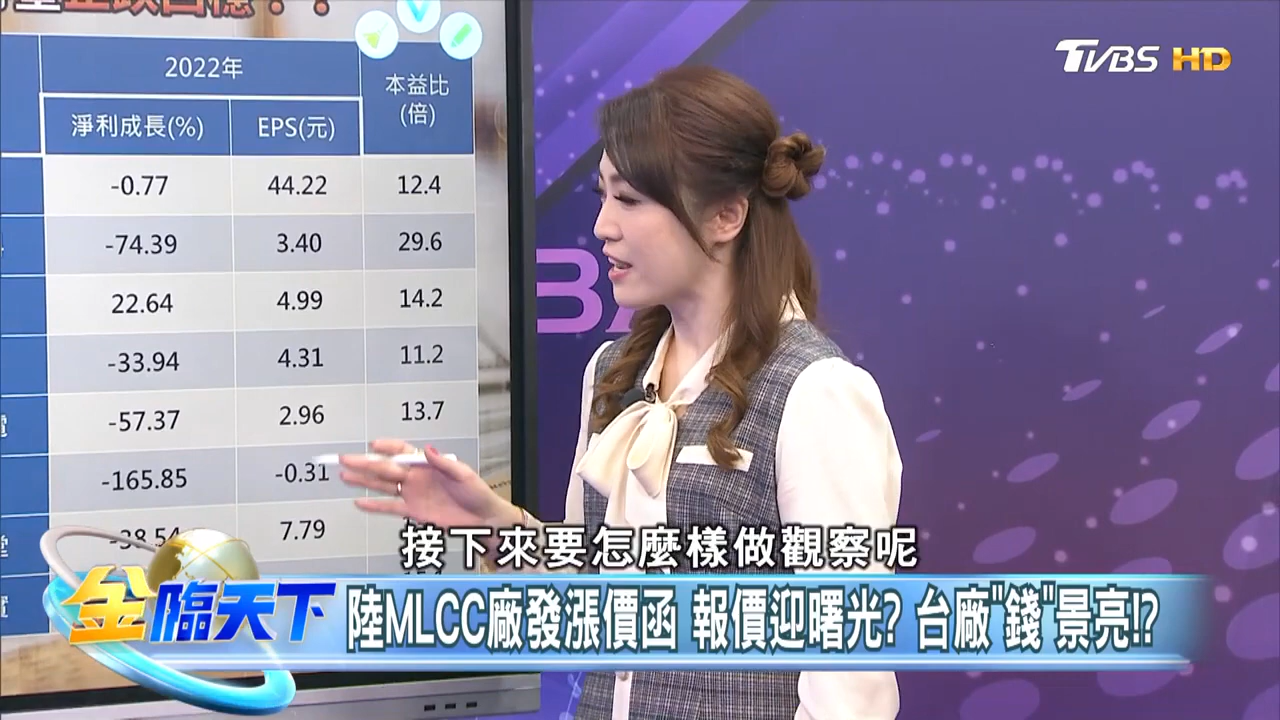 TVBS HD
2022年
本益比
(倍)
淨利成長(%) EPS(元)
-0.77 44.22 12.4
-74.39 3.40 29.6
22.64 4.99 14.2
-33.94 4.31 11.2
-57.37 2.96 13.7
-165.85 -0.31
-38.54 7.79
接下來要怎麼樣做觀察呢
金臨天下
陸MLCC廠發漲價函 報價迎曙光? 台廠"錢"景亮!?